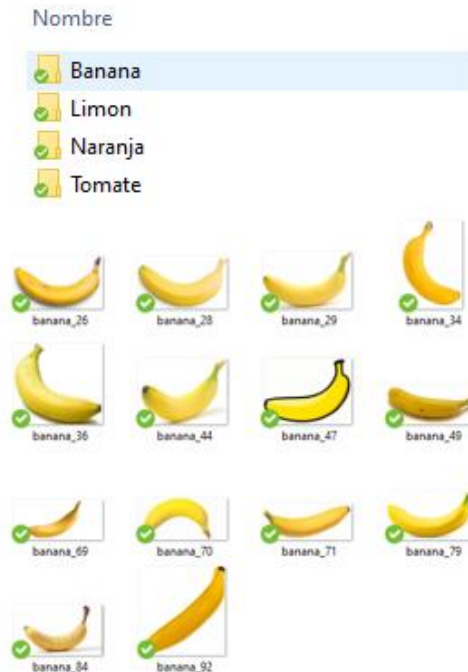 Nombre
Banana
Limon
Naranja
Tomate
banana_26 banana_28 banana_29 banana_34
banana_36 banana_44 banana_47 banana_49
banana_69 banana_70 banana_71 banana_79
banana_84 banana_92